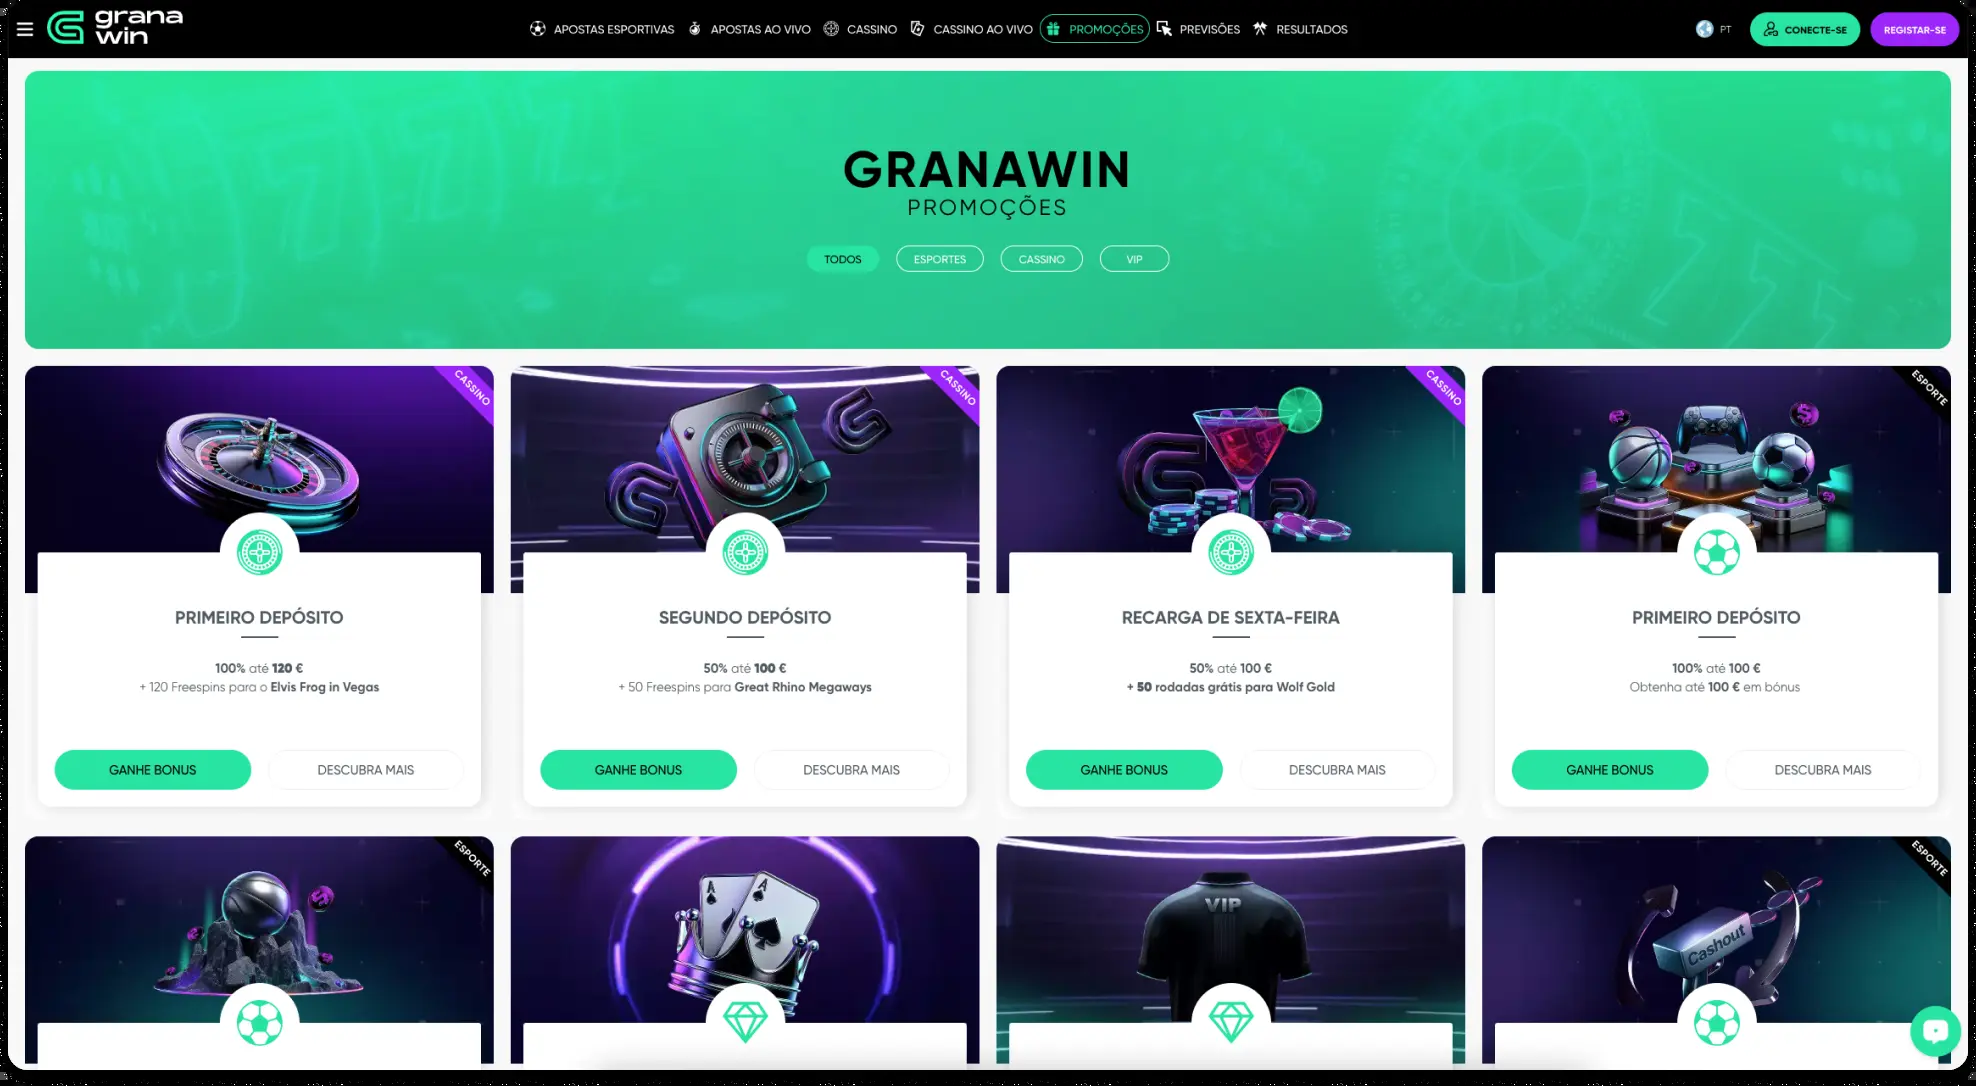 grana
win
APOSTAS ESPORTIVAS
APOSTAS AO VIVO
CASSINO
CASSINO AO VIVO
PROMOÇÕES
PREVISÕES
RESULTADOS
PT
CONECTE-SE
REGISTAR-SE
GRANAWIN
PROMOÇÕES
TODOS
ESPORTES
CASSINO
VIP
CASSINO
PRIMEIRO DEPÓSITO
100% até 120 €
+ 120 Freespins para o Elvis Frog in Vegas
GANHE BONUS
DESCUBRA MAIS
CASSINO
SEGUNDO DEPÓSITO
50% até 100 €
+ 50 Freespins para Great Rhino Megaways
GANHE BONUS
DESCUBRA MAIS
CASSINO
RECARGA DE SEXTA-FEIRA
50% até 100 €
+ 50 rodadas grátis para Wolf Gold
GANHE BONUS
DESCUBRA MAIS
ESPORTE
PRIMEIRO DEPÓSITO
100% até 100 €
Obtenha até 100 € em bónus
GANHE BONUS
DESCUBRA MAIS
ESPORTE
A
A
VIP
ESPORTE
Cashout